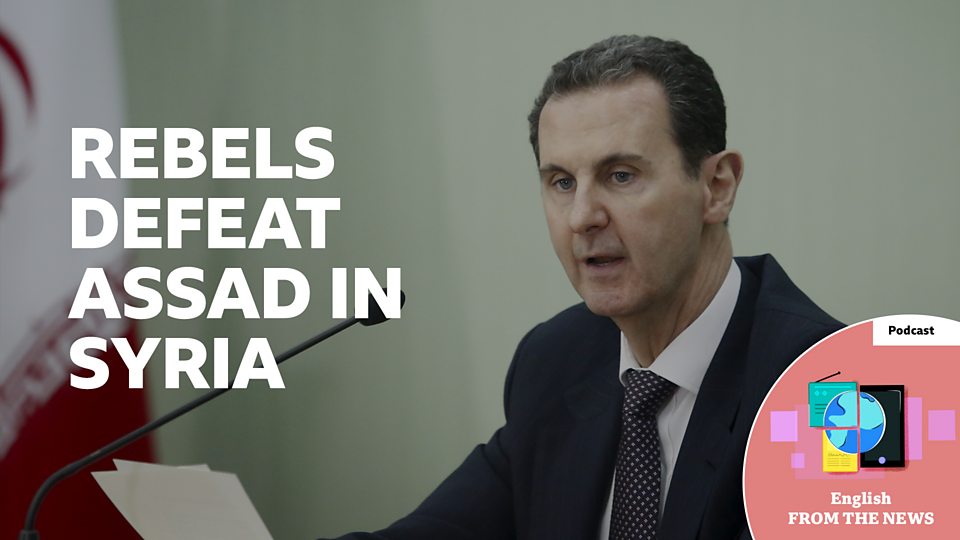 REBELS
DEFEAT
ASSAD IN
SYRIA
Podcast
English
FROM THE NEWS